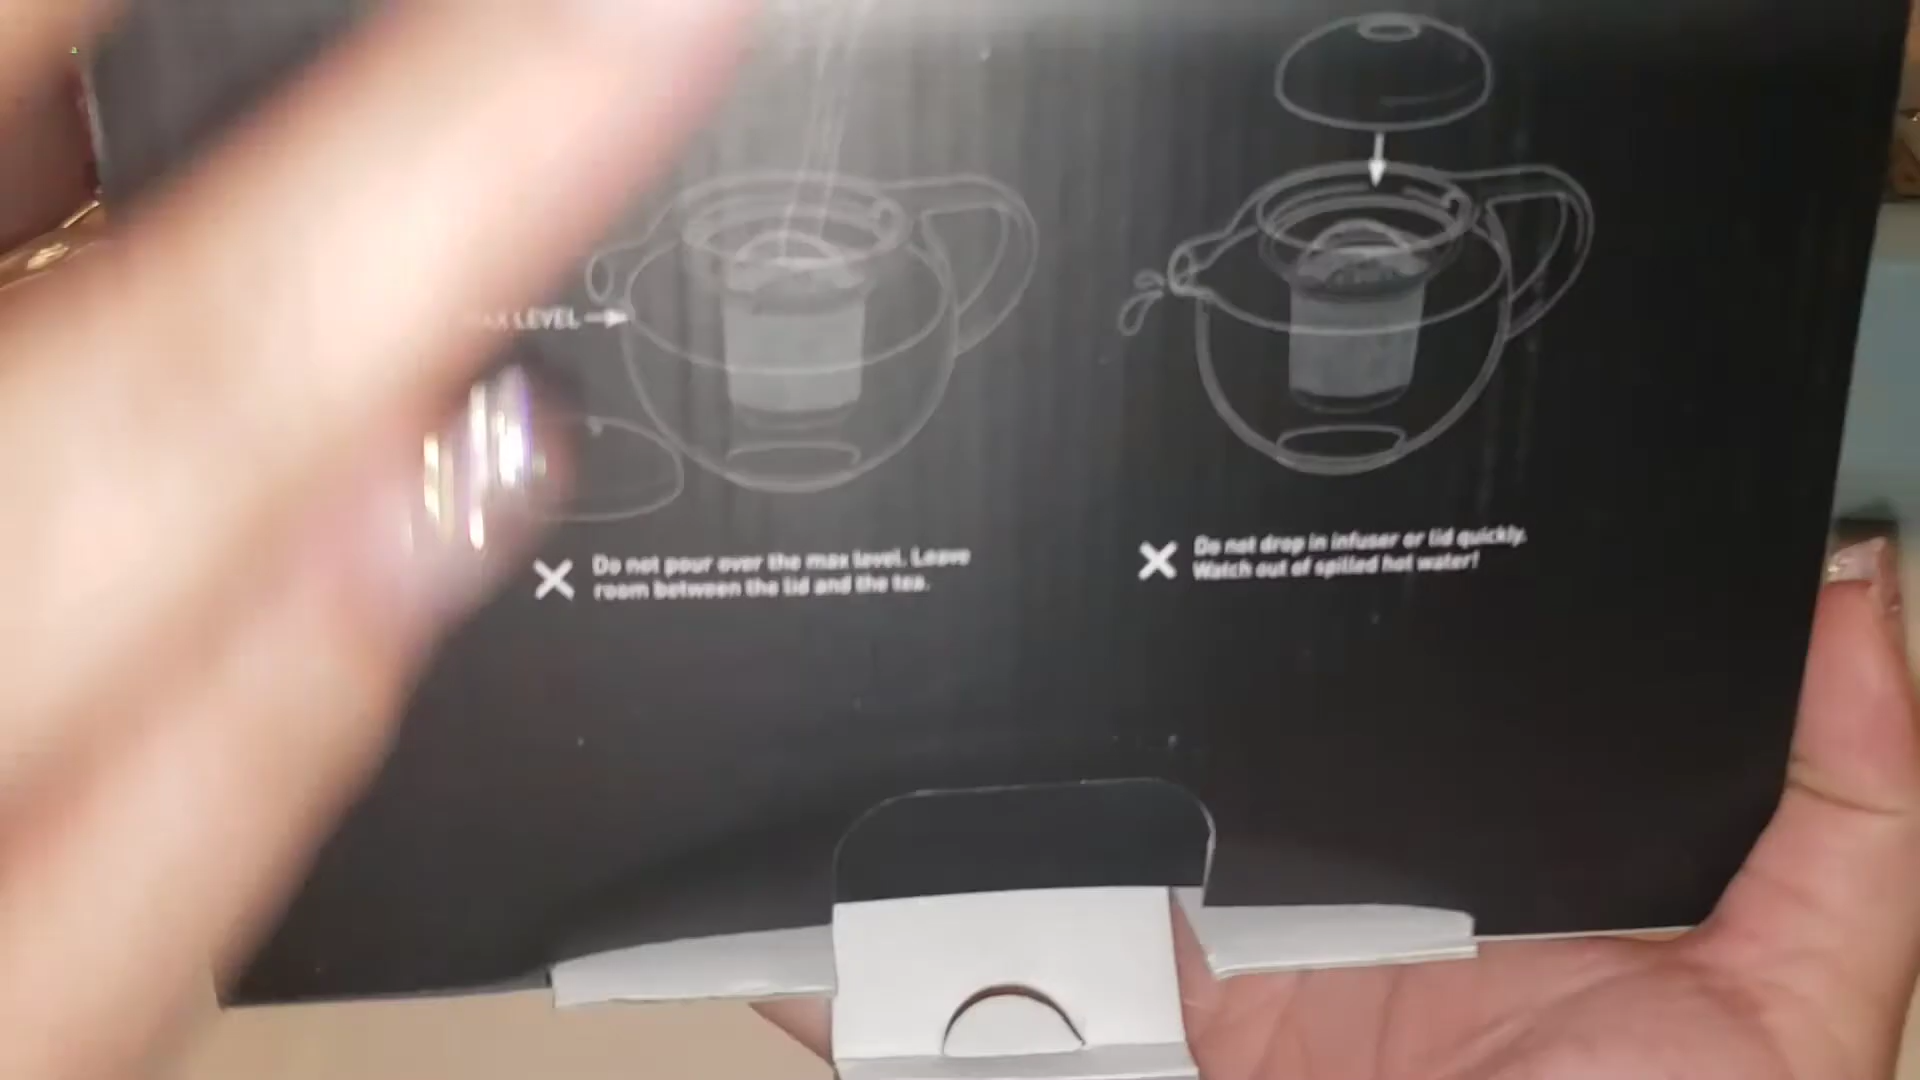 LEVEL
Do not pour over the max level. Leave
room between the lid and the tea.
Do not drop in infuser or lid quickly.
Watch out of spilled hot water!